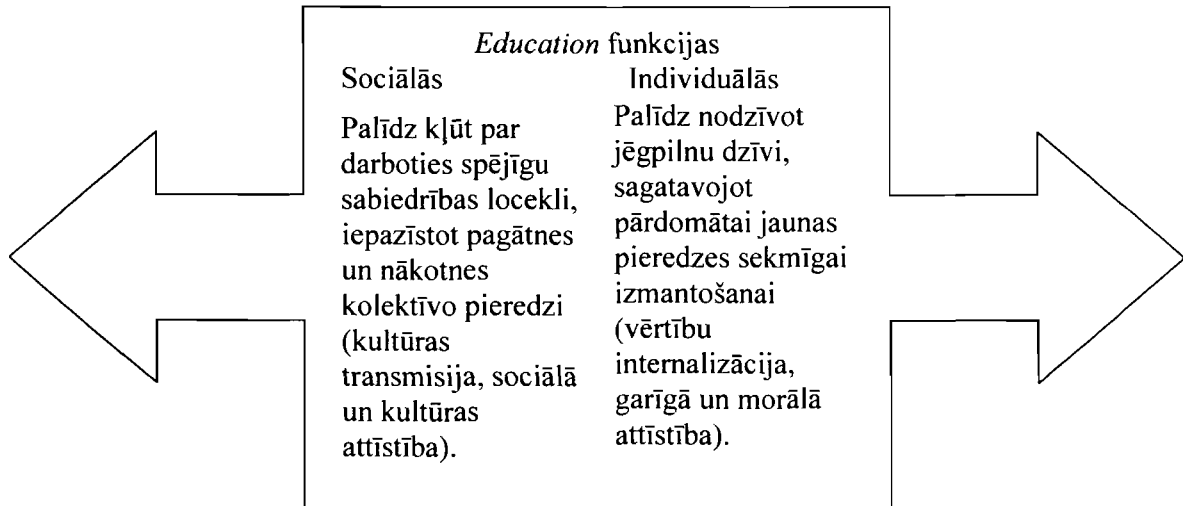 Education funkcijas
Sociālās
Palīdz kļūt par
darboties spējīgu
sabiedrības locekli,
iepazīstot pagātnes
un nākotnes
kolektīvo pieredzi
(kultūras
transmisija, sociālā
un kultūras
attīstība).
Individuālās
Palīdz nodzīvot
jēgpilnu dzīvi,
sagatavojot
pārdomātai jaunas
pieredzes sekmīgai
izmantošanai
(vērtību
internalizācija,
garīgā un morālā
attīstība).